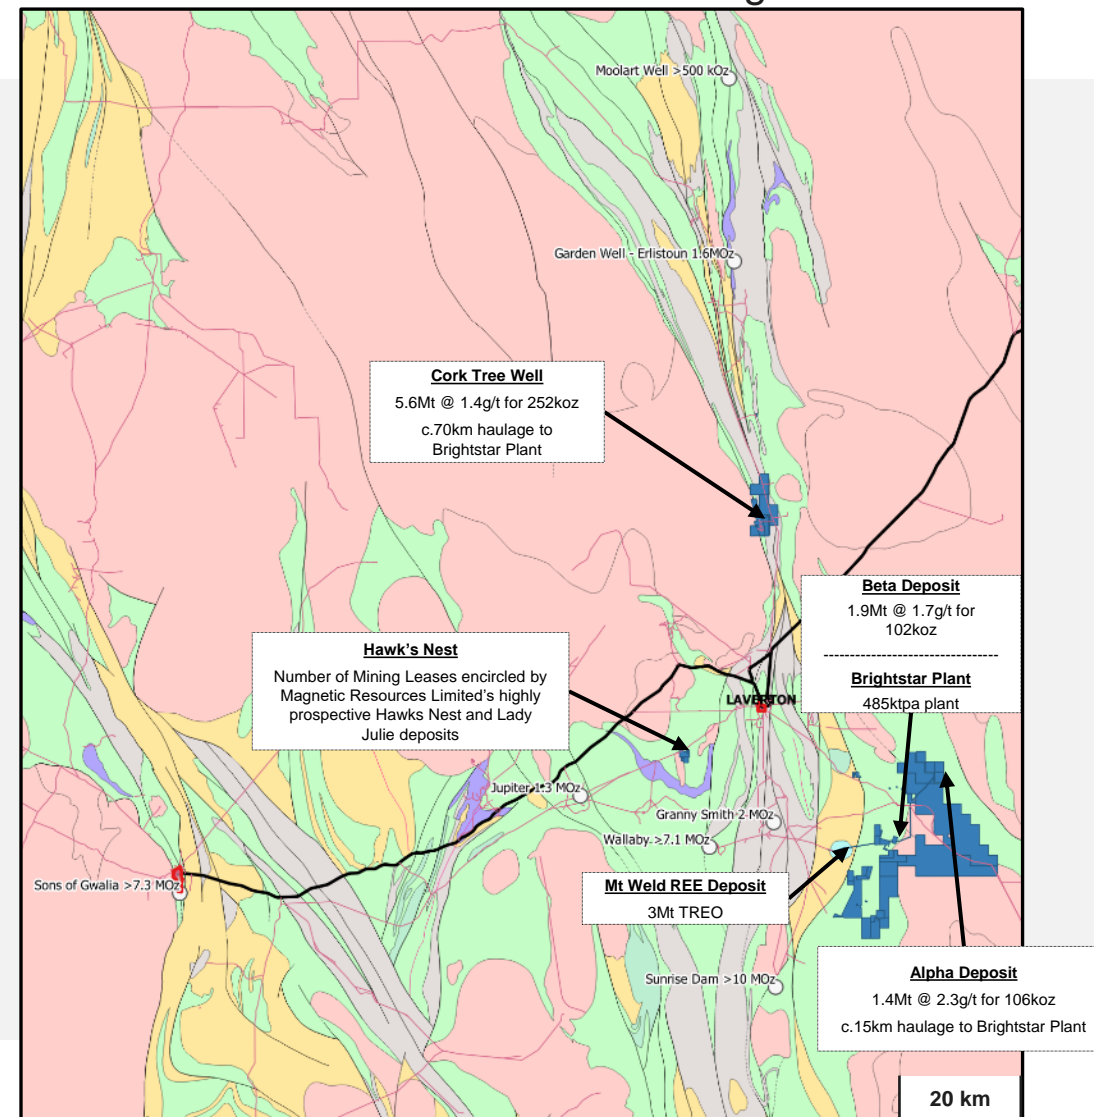 Moolart Well >500 kOz
Garden Well - Erlistoun 1.6MOz
Cork Tree Well
5.6Mt @ 1.4g/t for 252koz
c.70km haulage to
Brightstar Plant
Beta Deposit
1.9Mt @ 1.7g/t for
102koz
--------------------------------
Brightstar Plant
485ktpa plant
Hawk's Nest
Number of Mining Leases encircled by
Magnetic Resources Limited's highly
prospective Hawks Nest and Lady
Julie deposits
LAVERTON
Jupiter 1.3 MOz
Granny Smith 2 MOz
Wallaby >7.1 MOz
Sons of Gwalia >7.3 MOz
Mt Weld REE Deposit
3Mt TREO
Sunrise Dam >10 MOz
Alpha Deposit
1.4Mt @ 2.3g/t for 106koz
c.15km haulage to Brightstar Plant
20 km